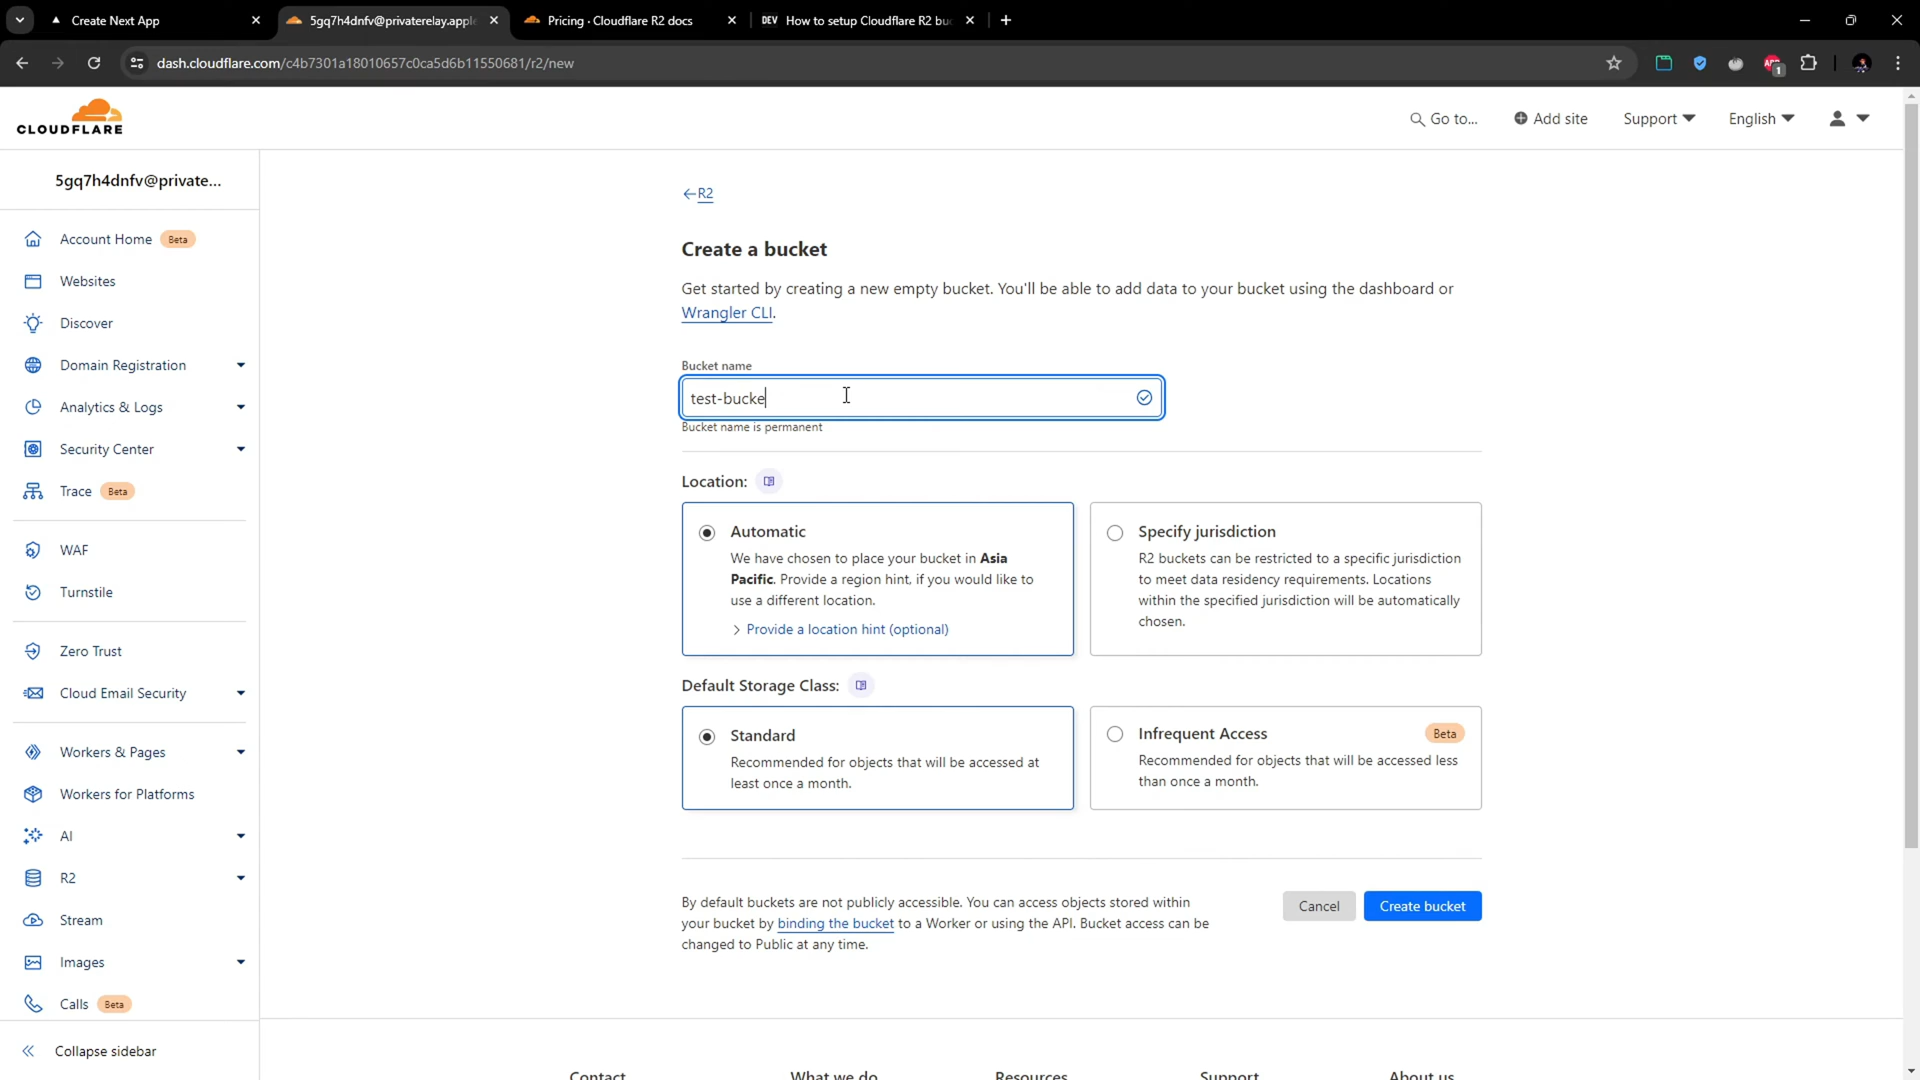 Create Next App
5gq7h4dnfv@privaterelay.apple
Pricing · Cloudflare R2 docs
DEV How to setup Cloudflare R2 buc
dash.cloudflare.com/c4b7301a18010657c0ca5d6b11550681/r2/new
1
CLOUDFLARE
Go to...
Add site
Support
English
5gq7h4dnfv@private...
Account Home Beta
Websites
Discover
Domain Registration
Analytics & Logs
Security Center
Trace Beta
WAF
Turnstile
Zero Trust
Cloud Email Security
Workers & Pages
Workers for Platforms
AI
R2
Stream
Images
Calls Beta
Collapse sidebar
R2
Create a bucket
Get started by creating a new empty bucket. You'll be able to add data to your bucket using the dashboard or
Wrangler CLI.
Bucket name
test-bucke
Bucket name is permanent
Location:
Automatic
We have chosen to place your bucket in Asia
Pacific. Provide a region hint, if you would like to
use a different location.
Provide a location hint (optional)
Specify jurisdiction
R2 buckets can be restricted to a specific jurisdiction
to meet data residency requirements. Locations
within the specified jurisdiction will be automatically
chosen.
Default Storage Class:
Standard
Recommended for objects that will be accessed at
least once a month.
Infrequent Access Beta
Recommended for objects that will be accessed less
than once a month.
By default buckets are not publicly accessible. You can access objects stored within
your bucket by binding the bucket to a Worker or using the API. Bucket access can be
changed to Public at any time.
Cancel
Create bucket
Contact
What we do
Resources
Support
About us